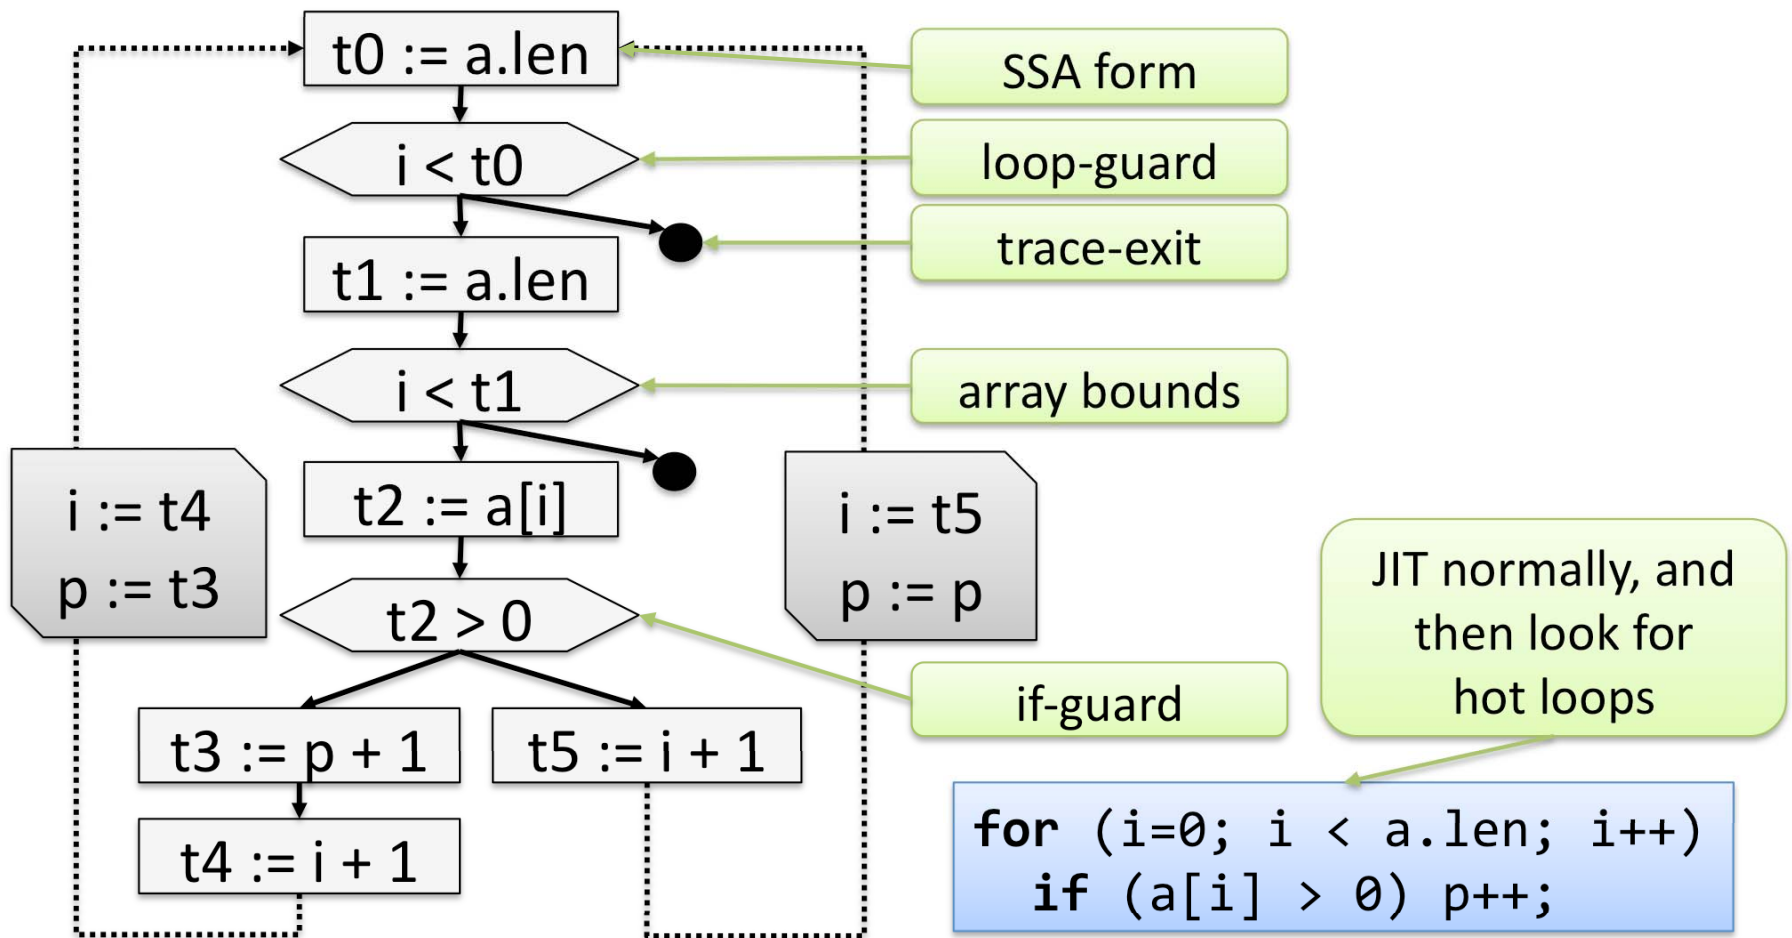 t0 := a.len
SSA form
i < t0
loop-guard
trace-exit
t1 := a.len
i < t1
array bounds
t2 := a[i]
i := t4
p := t3
i := t5
p := p
t2 > 0
if-guard
t3 := p + 1
t5 := i + 1
t4 := i + 1
JIT normally, and
then look for
hot loops
for (i=0; i < a.len; i++)
if (a[i] > 0) p++;